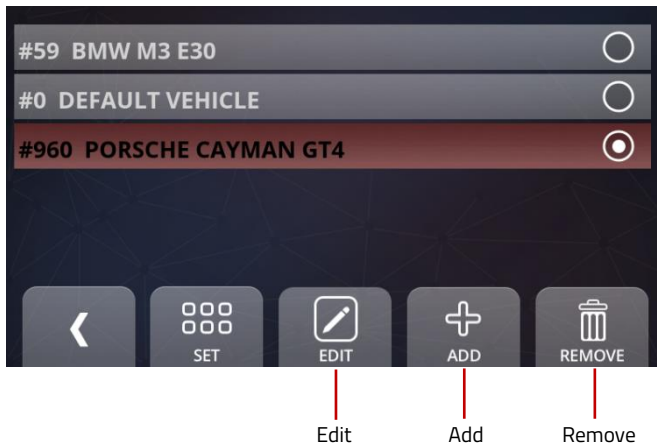 #59 BMW M3 E30
#0 DEFAULT VEHICLE
#960 PORSCHE CAYMAN GT4
SET EDIT ADD REMOVE
Edit Add Remove